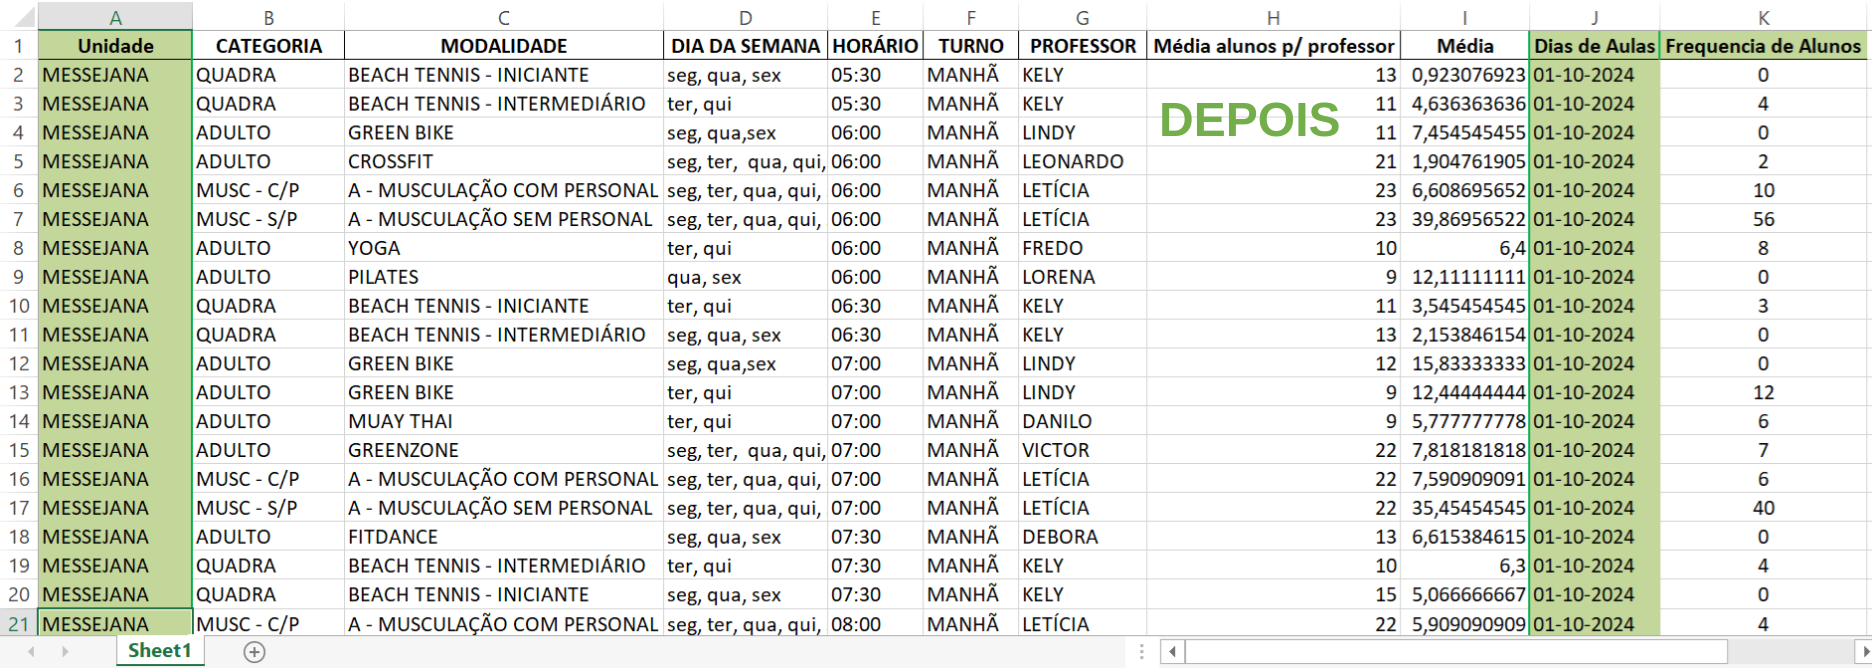 A B C D E F G H I J K
1 Unidade CATEGORIA MODALIDADE DIA DA SEMANA HORÁRIO TURNO PROFESSOR Média alunos p/ professor Média Dias de Aulas Frequencia de Alunos
2 MESSEJANA QUADRA BEACH TENNIS - INICIANTE seg, qua, sex 05:30 MANHÃ KELY 13 0,923076923 01-10-2024 0
3 MESSEJANA QUADRA BEACH TENNIS - INTERMEDIÁRIO ter, qui 05:30 MANHÃ KELY 11 4,636363636 01-10-2024 4
DEPOIS
4 MESSEJANA ADULTO GREEN BIKE seg, qua,sex 06:00 MANHÃ LINDY 11 7,454545455 01-10-2024 0
5 MESSEJANA ADULTO CROSSFIT seg, ter, qua, qui, 06:00 MANHÃ LEONARDO 21 1,904761905 01-10-2024 2
6 MESSEJANA MUSC - C/P A - MUSCULAÇÃO COM PERSONAL seg, ter, qua, qui, 06:00 MANHÃ LETÍCIA 23 6,608695652 01-10-2024 10
7 MESSEJANA MUSC - S/P A - MUSCULAÇÃO SEM PERSONAL seg, ter, qua, qui, 06:00 MANHÃ LETÍCIA 23 39,86956522 01-10-2024 56
8 MESSEJANA ADULTO YOGA ter, qui 06:00 MANHÃ FREDO 10 6,4 01-10-2024 8
9 MESSEJANA ADULTO PILATES qua, sex 06:00 MANHÃ LORENA 9 12,11111111 01-10-2024 0
10 MESSEJANA QUADRA BEACH TENNIS - INICIANTE ter, qui 06:30 MANHÃ KELY 11 3,545454545 01-10-2024 3
11 MESSEJANA QUADRA BEACH TENNIS - INTERMEDIÁRIO seg, qua, sex 06:30 MANHÃ KELY 13 2,153846154 01-10-2024 0
12 MESSEJANA ADULTO GREEN BIKE seg, qua,sex 07:00 MANHÃ LINDY 12 15,83333333 01-10-2024 0
13 MESSEJANA ADULTO GREEN BIKE ter, qui 07:00 MANHÃ LINDY 9 12,44444444 01-10-2024 12
14 MESSEJANA ADULTO MUAY THAI ter, qui 07:00 MANHÃ DANILO 9 5,777777778 01-10-2024 6
15 MESSEJANA ADULTO GREENZONE seg, ter, qua, qui, 07:00 MANHÃ VICTOR 22 7,818181818 01-10-2024 7
16 MESSEJANA MUSC - C/P A - MUSCULAÇÃO COM PERSONAL seg, ter, qua, qui, 07:00 MANHÃ LETÍCIA 22 7,590909091 01-10-2024 6
17 MESSEJANA MUSC - S/P A - MUSCULAÇÃO SEM PERSONAL seg, ter, qua, qui, 07:00 MANHÃ LETÍCIA 22 35,45454545 01-10-2024 40
18 MESSEJANA ADULTO FITDANCE seg, qua, sex 07:30 MANHÃ DEBORA 13 6,615384615 01-10-2024 0
19 MESSEJANA QUADRA BEACH TENNIS - INTERMEDIÁRIO ter, qui 07:30 MANHÃ KELY 10 6,3 01-10-2024 4
20 MESSEJANA QUADRA BEACH TENNIS - INICIANTE seg, qua, sex 07:30 MANHÃ KELY 15 5,066666667 01-10-2024 0
21 MESSEJANA MUSC - C/P A - MUSCULAÇÃO COM PERSONAL seg, ter, qua, qui, 08:00 MANHÃ LETÍCIA 22 5,909090909 01-10-2024 4
Sheet1